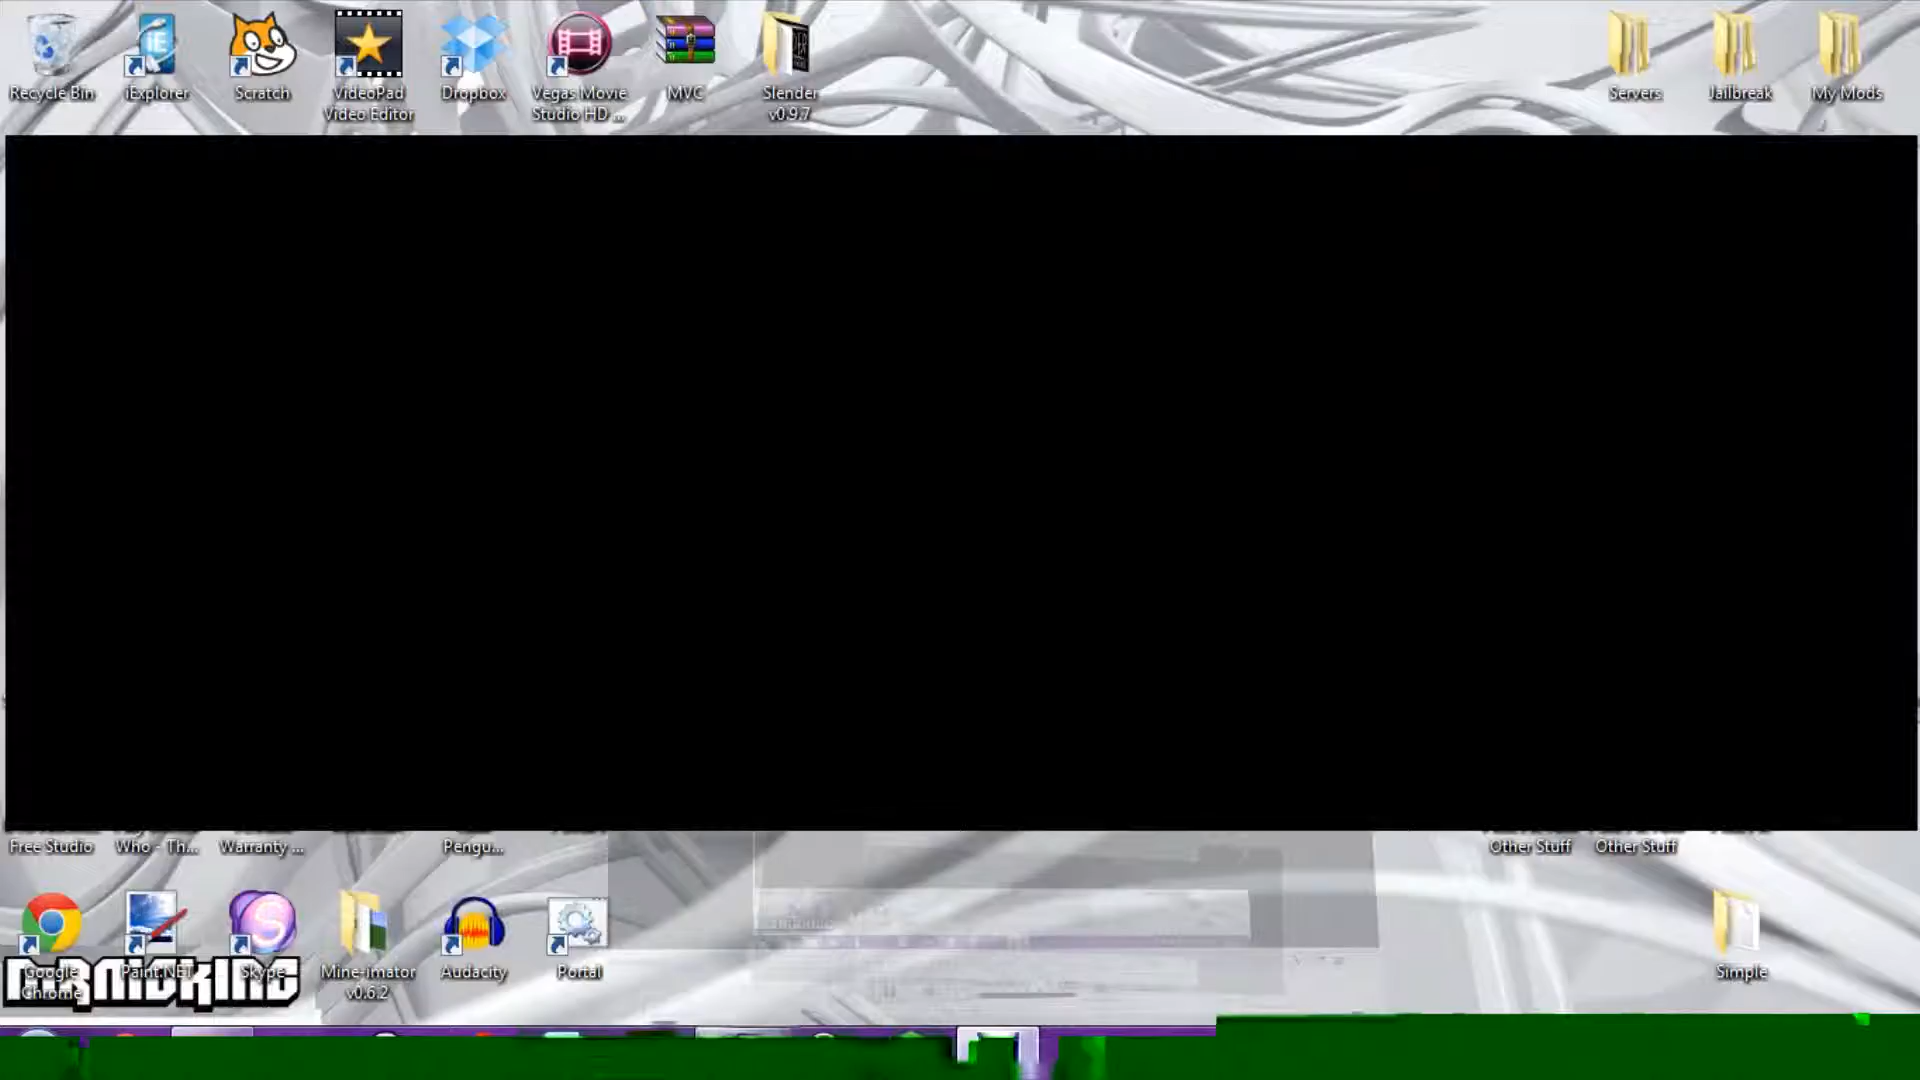 Recycle Bin
iExplorer
Scratch
VideoPad
Video Editor
Dropbox
Vegas Movie
Studio HD ...
MVC
Slender
v0.9.7
Servers
Jailbreak
My Mods
Free Studio
Who - Th...
Warranty ...
Pengu...
Other Stuff
Other Stuff
Google
Chrome
Paint.NET
Skype
Mine-imator
v0.6.2
Audacity
Portal
Simple